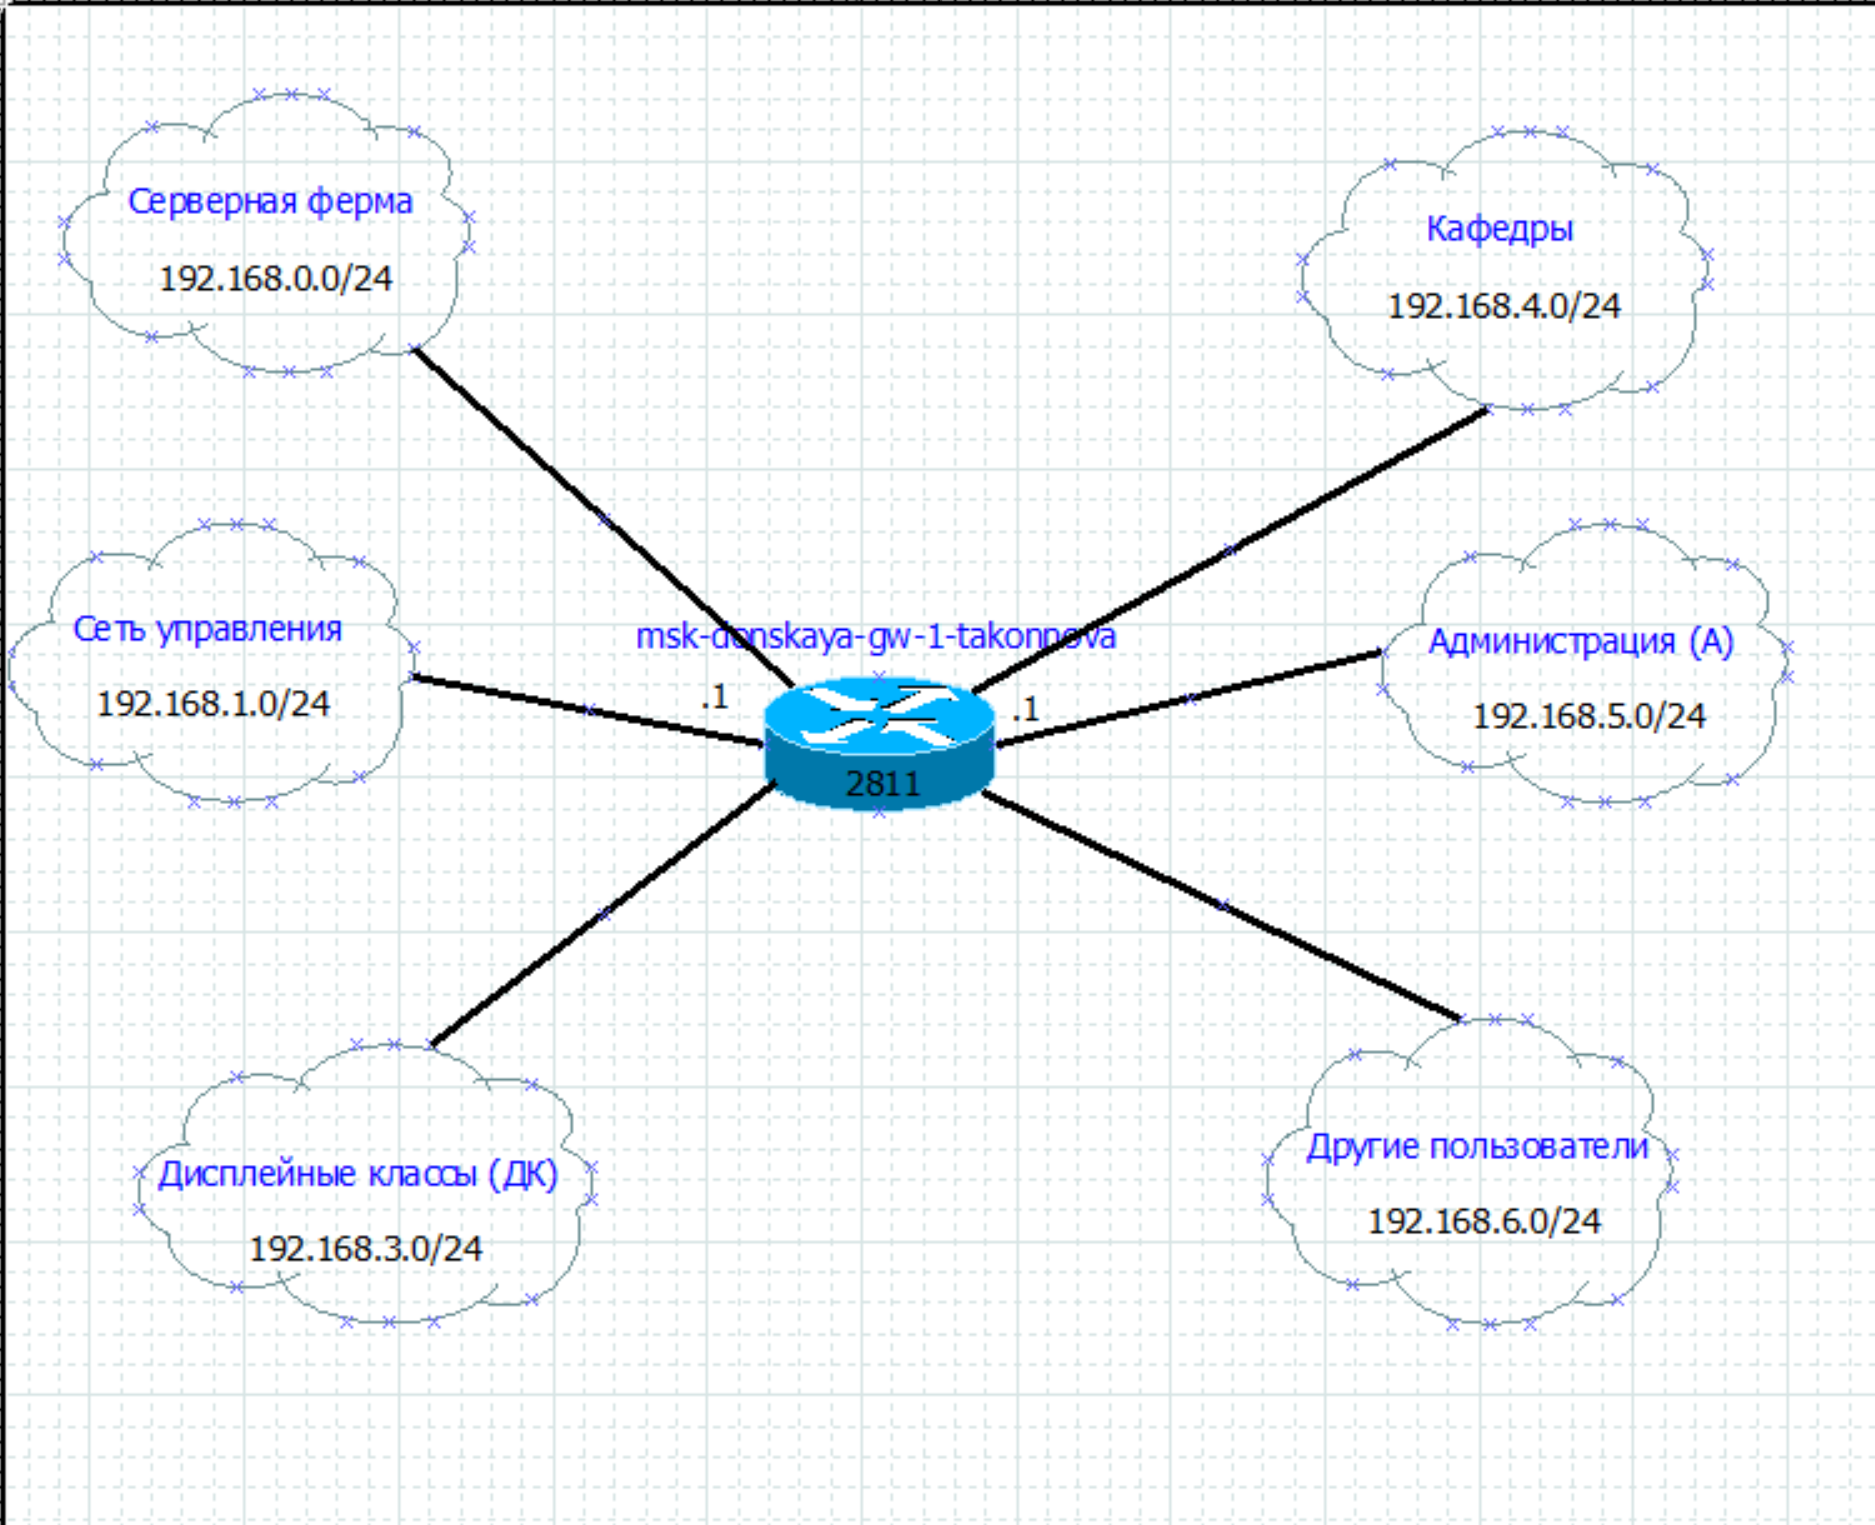 Серверная ферма
192.168.0.0/24
Кафедры
192.168.4.0/24
Сеть управления
192.168.1.0/24
msk-donskaya-gw-1-takonnova
.1
.1
2811
Администрация (А)
192.168.5.0/24
Дисплейные классы (ДК)
192.168.3.0/24
Другие пользователи
192.168.6.0/24